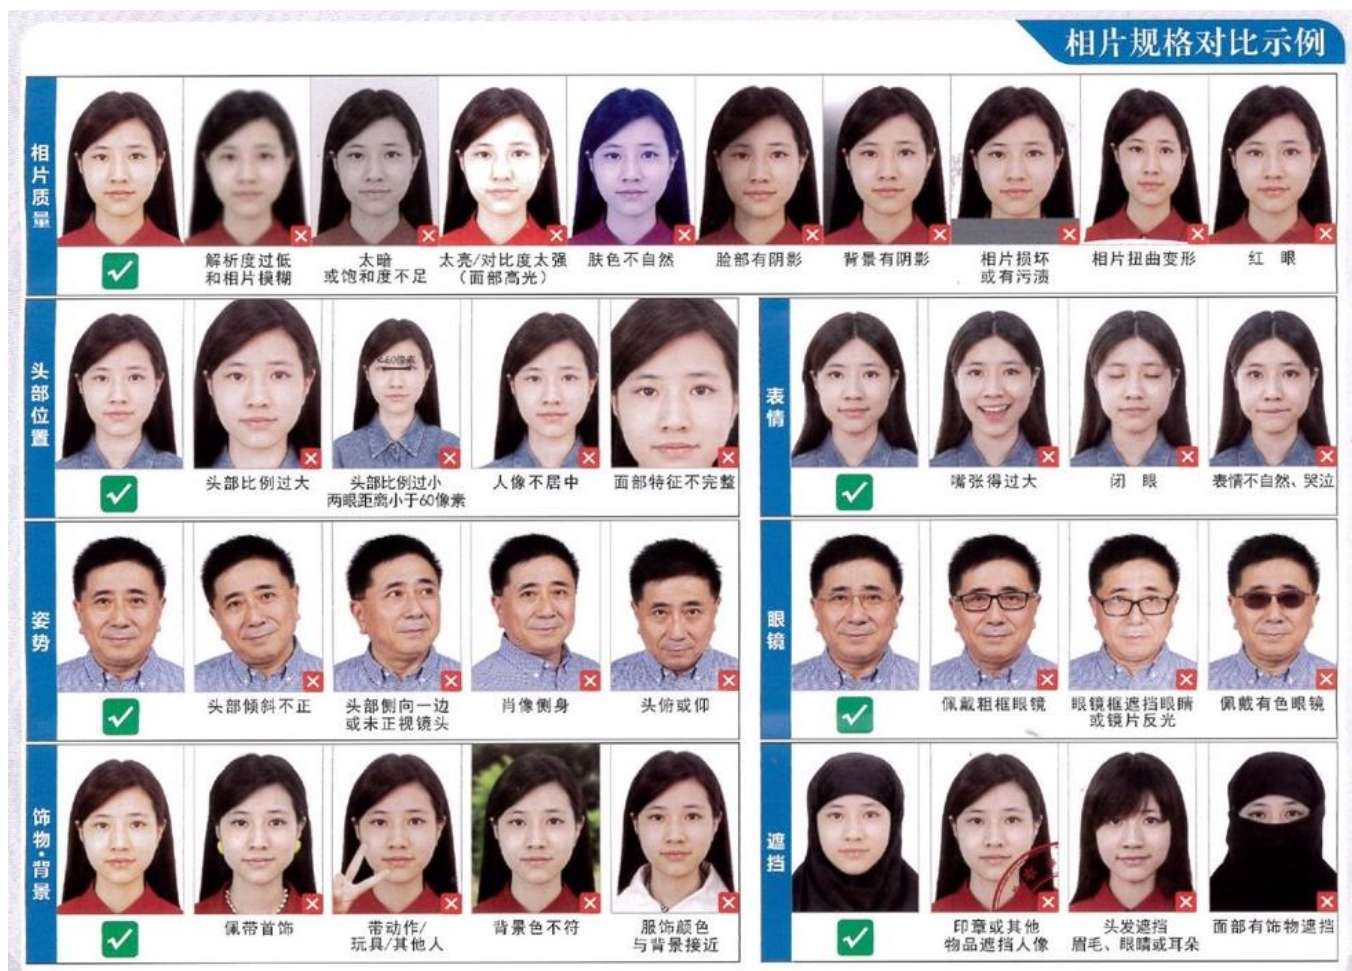 相片规格对比示例
相片质量
解析度过低
和相片模糊
太暗
或饱和度不足
太亮/对比度太强
（面部高光）
肤色不自然
脸部有阴影
背景有阴影
相片损坏
或有污渍
相片扭曲变形
红 眼
头部位置
<60像素
头部比例过大
头部比例过小
两眼距离小于60像素
人像不居中
面部特征不完整
表情
嘴张得过大
闭 眼
表情不自然、哭泣
姿势
头部倾斜不正
头部侧向一边
或未正视镜头
肖像侧身
头俯或仰
眼镜
佩戴粗框眼镜
眼镜框遮挡眼睛
或镜片反光
佩戴有色眼镜
饰物·背景
佩带首饰
带动作/
玩具/其他人
背景色不符
服饰颜色
与背景接近
遮挡
印章或其他
物品遮挡人像
头发遮挡
眉毛、眼睛或耳朵
面部有饰物遮挡